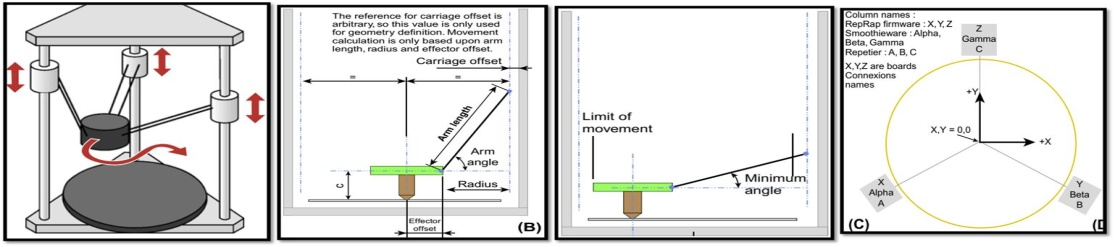 The reference for carriage offset is
arbitrary, so this value is only used
for geometry definition. Movement
calculation is only based upon arm
length, radius and effector offset.
Carriage offset
=
=
Arm length
Arm
angle
Radius
c
Effector
offset
(B)
Limit of
movement
Minimum
angle
Column names :
RepRap firmware : X,Y, Z
Smoothieware : Alpha,
Beta, Gamma
Repetier : A, B, C
X,Y,Z are boards
Connexions
names
Z
Gamma
C
+Y
X,Y = 0,0
+X
X
Alpha
A
Y
Beta
B
(C)